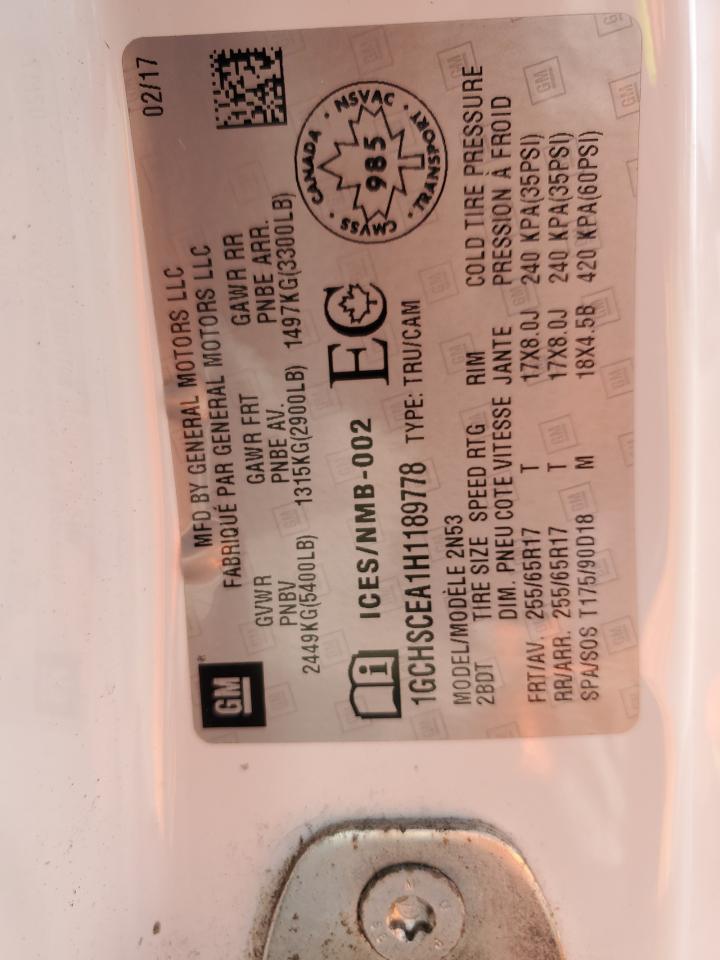 GM
02/17
MFD BY GENERAL MOTORS LLC
FABRIQUÉ PAR GENERAL MOTORS LLC
GVWR GAWR FRT GAWR RR
PNBV PNBE AV. PNBE ARR.
2449KG(5400LB) 1315KG(2900LB) 1497KG(3300LB)
ICES/NMB-002 EC
CANADA · NSVAC · TRANSPORT · CMVSS ·
985
1GCHSCEA1H1189778 TYPE: TRU/CAM
MODEL/MODÈLE 2N53
2BDT TIRE SIZE SPEED RTG RIM COLD TIRE PRESSURE
DIM. PNEU COTE VITESSE JANTE PRESSION À FROID
FRT/AV. 255/65R17 T 17X8.0J 240 KPA(35PSI)
RR/ARR. 255/65R17 T 17X8.0J 240 KPA(35PSI)
SPA/SOS T175/90D18 M 18X4.5B 420 KPA(60PSI)